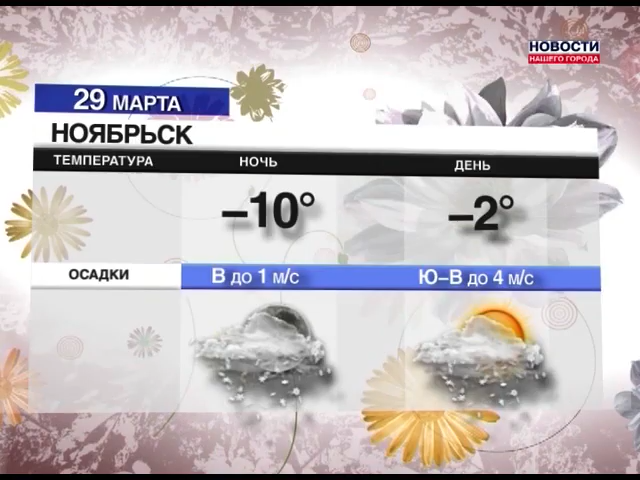 НОВОСТИ
НАШЕГО ГОРОДА
29 МАРТА
НОЯБРЬСК
ТЕМПЕРАТУРА НОЧЬ ДЕНЬ
–10° –2°
ОСАДКИ В до 1 м/с Ю–В до 4 м/с